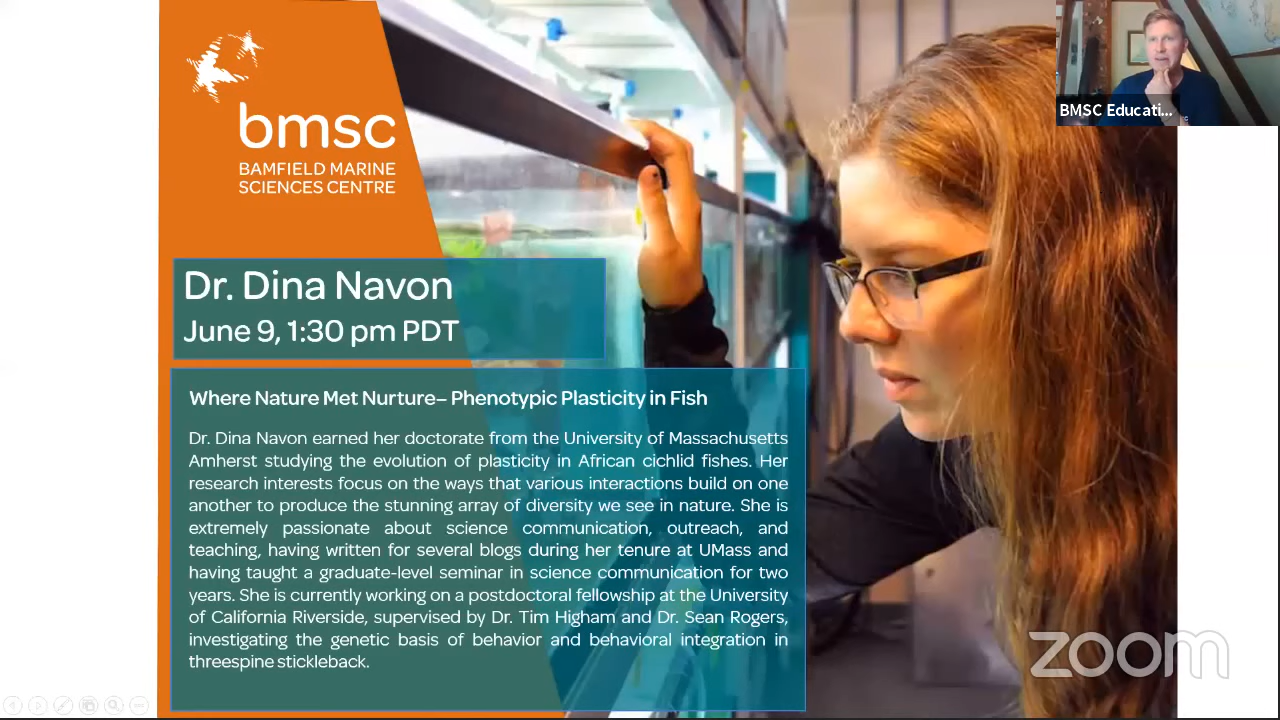 bmsc
BAMFIELD MARINE
SCIENCES CENTRE
BMSC Educati...
Dr. Dina Navon
June 9, 1:30 pm PDT
Where Nature Met Nurture– Phenotypic Plasticity in Fish
Dr. Dina Navon earned her doctorate from the University of Massachusetts
Amherst studying the evolution of plasticity in African cichlid fishes. Her
research interests focus on the ways that various interactions build on one
another to produce the stunning array of diversity we see in nature. She is
extremely passionate about science communication, outreach, and
teaching, having written for several blogs during her tenure at UMass and
having taught a graduate-level seminar in science communication for two
years. She is currently working on a postdoctoral fellowship at the University
of California Riverside, supervised by Dr. Tim Higham and Dr. Sean Rogers,
investigating the genetic basis of behavior and behavioral integration in
threespine stickleback.
zoom